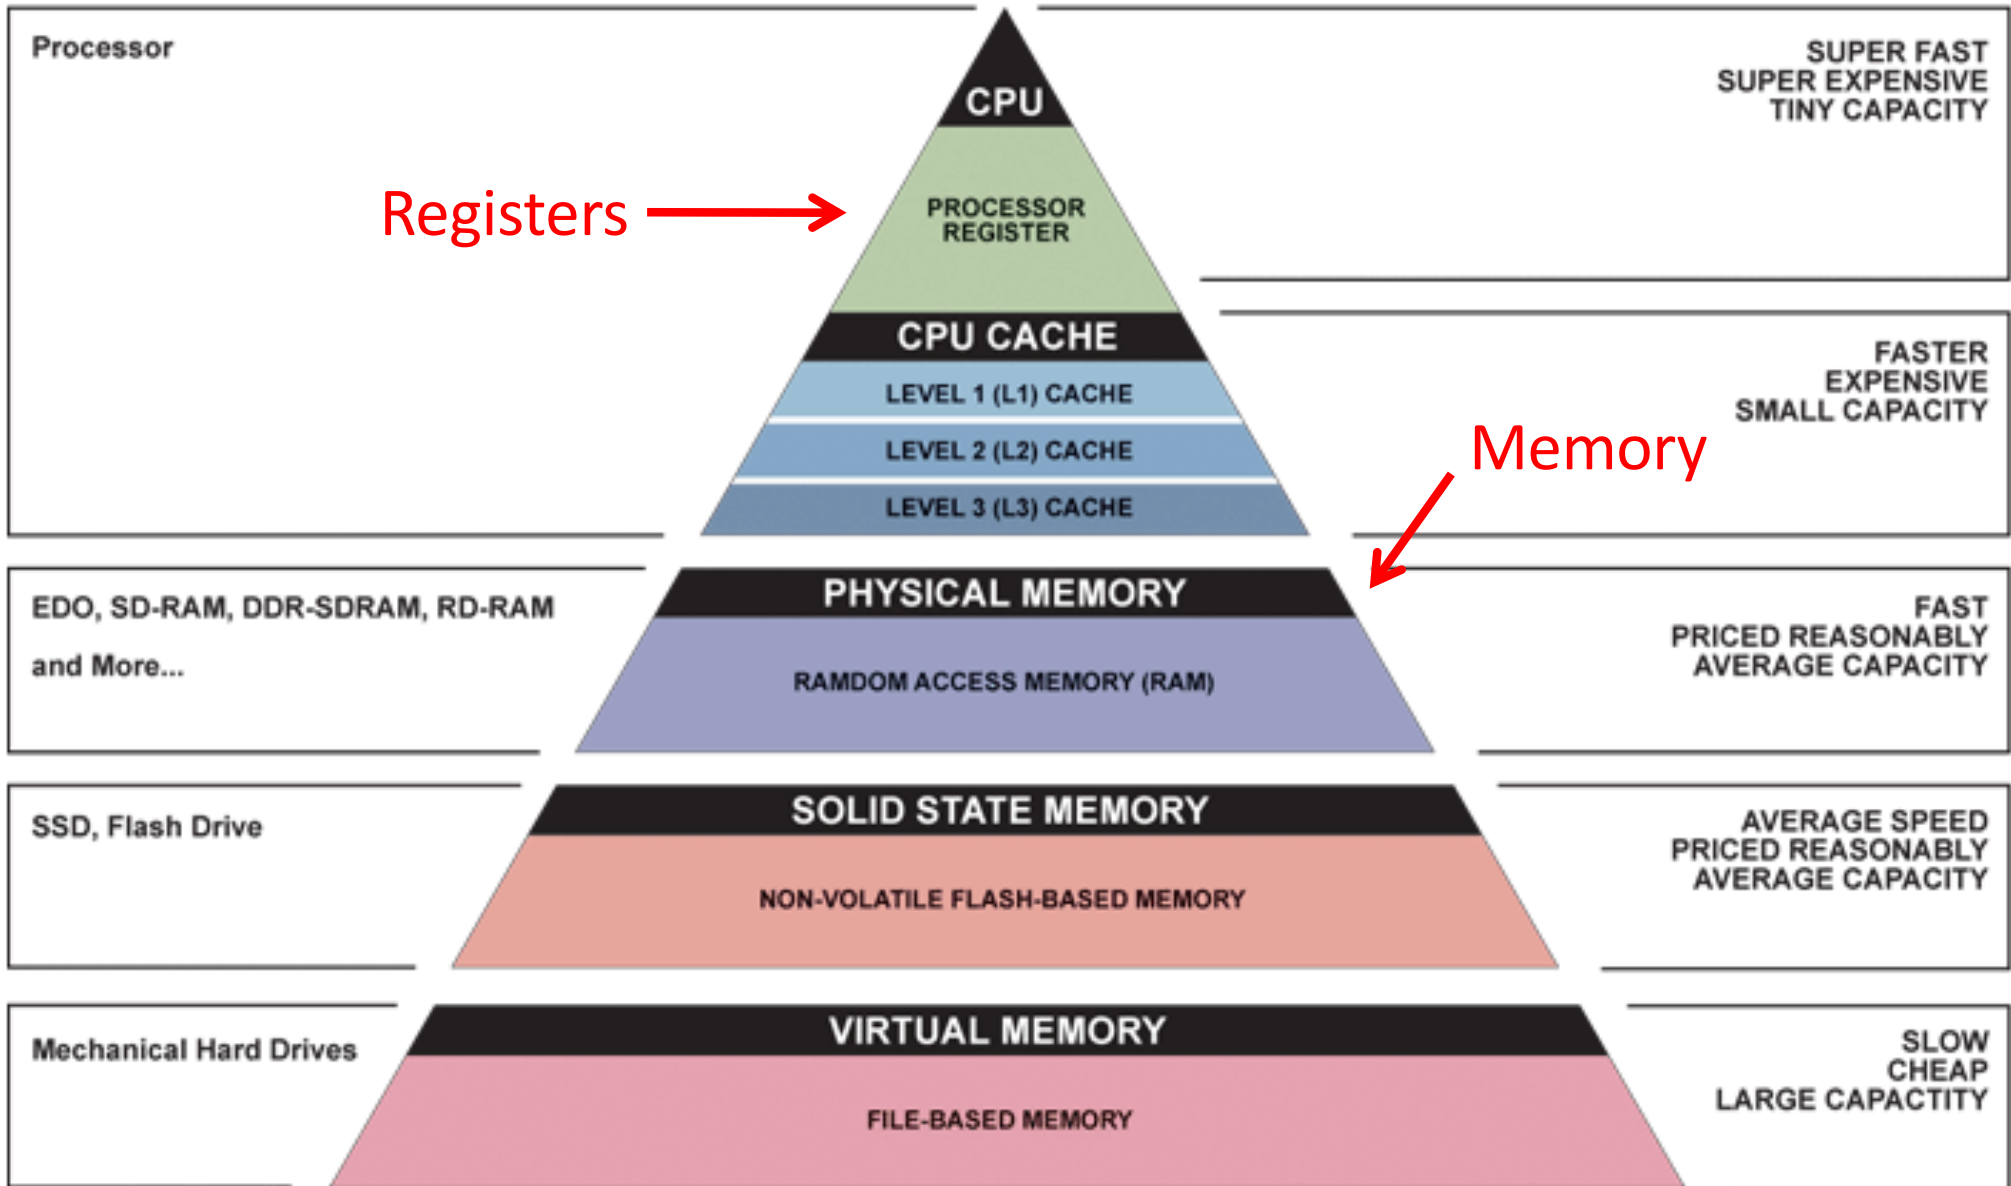 Processor
CPU
SUPER FAST
SUPER EXPENSIVE
TINY CAPACITY
Registers
PROCESSOR
REGISTER
CPU CACHE
LEVEL 1 (L1) CACHE
LEVEL 2 (L2) CACHE
LEVEL 3 (L3) CACHE
FASTER
EXPENSIVE
SMALL CAPACITY
Memory
EDO, SD-RAM, DDR-SDRAM, RD-RAM
and More...
PHYSICAL MEMORY
RAMDOM ACCESS MEMORY (RAM)
FAST
PRICED REASONABLY
AVERAGE CAPACITY
SSD, Flash Drive
SOLID STATE MEMORY
NON-VOLATILE FLASH-BASED MEMORY
AVERAGE SPEED
PRICED REASONABLY
AVERAGE CAPACITY
Mechanical Hard Drives
VIRTUAL MEMORY
FILE-BASED MEMORY
SLOW
CHEAP
LARGE CAPACTITY